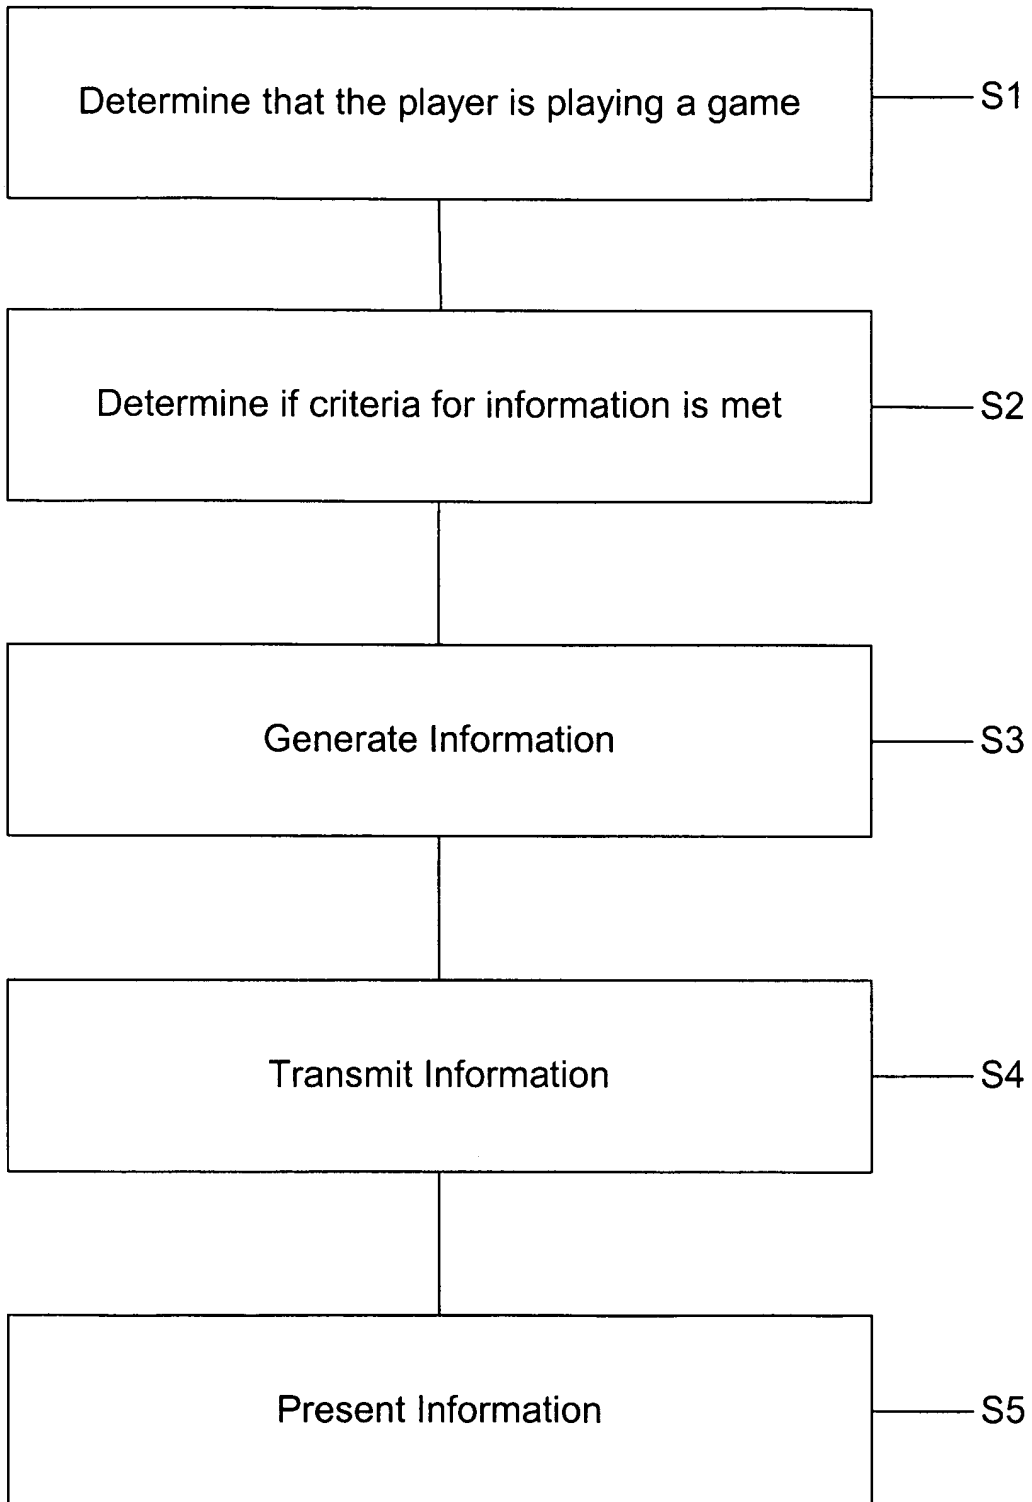 Determine that the player is playing a game
S1
Determine if criteria for information is met
S2
Generate Information
S3
Transmit Information
S4
Present Information
S5